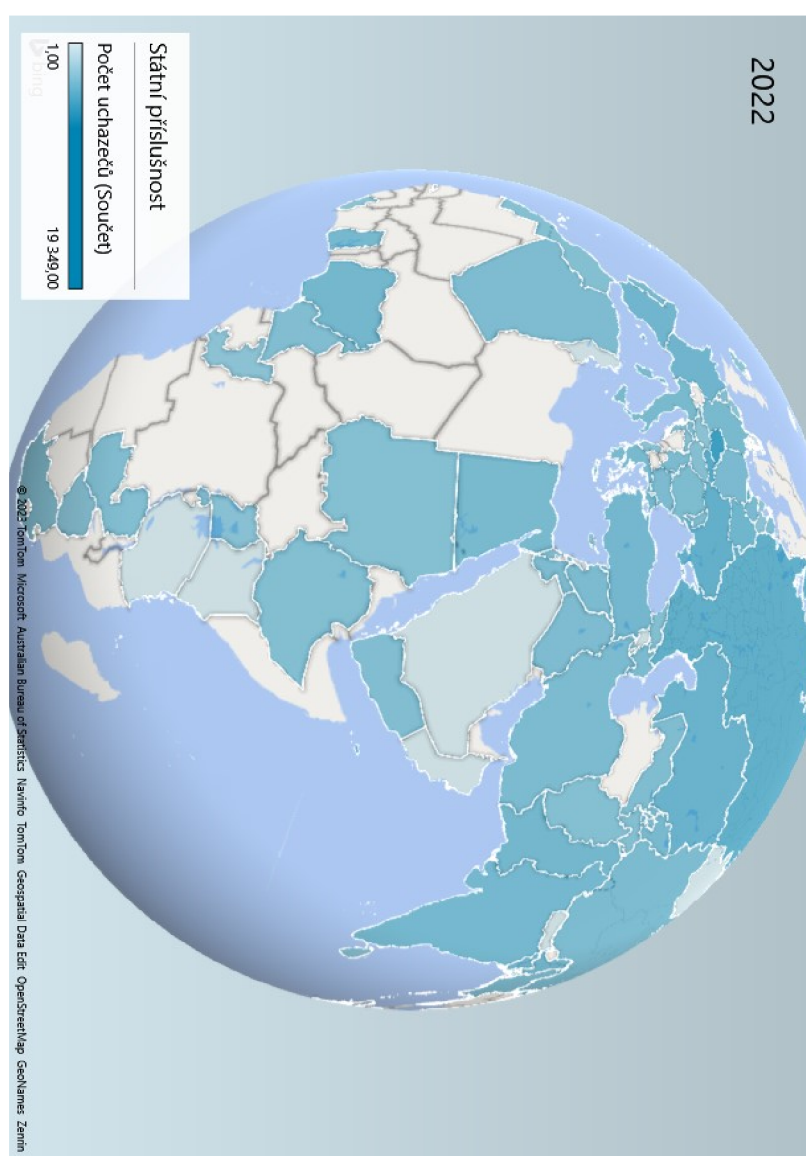 2022
Státní příslušnost
Počet uchazečů (Součet)
1,00 19 349,00
bing
© 2023 TomTom Microsoft Australian Bureau of Statistics Navinfo TomTom Geospatial Data Edit OpenStreetMap GeoNames Zenrin